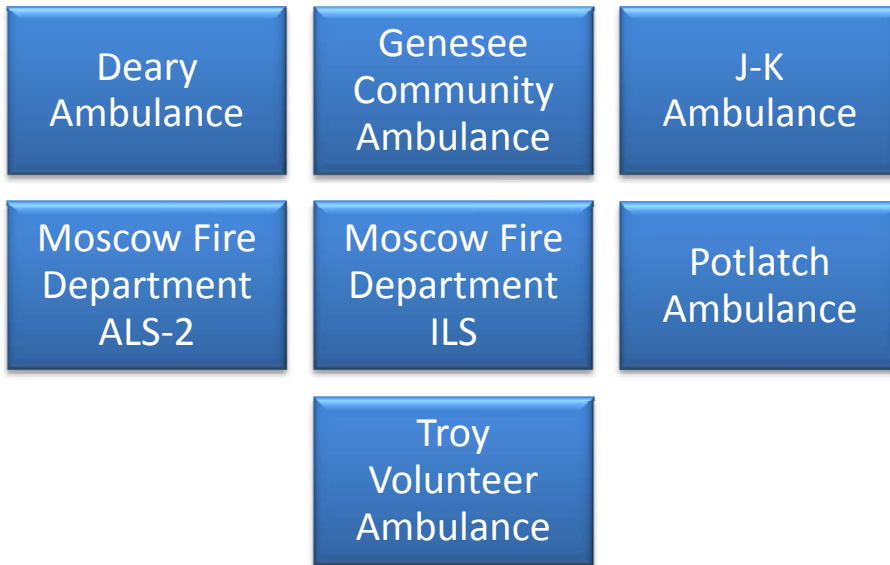 Deary
Ambulance
Genesee
Community
Ambulance
J-K
Ambulance
Moscow Fire
Department
ALS-2
Moscow Fire
Department
ILS
Potlatch
Ambulance
Troy
Volunteer
Ambulance